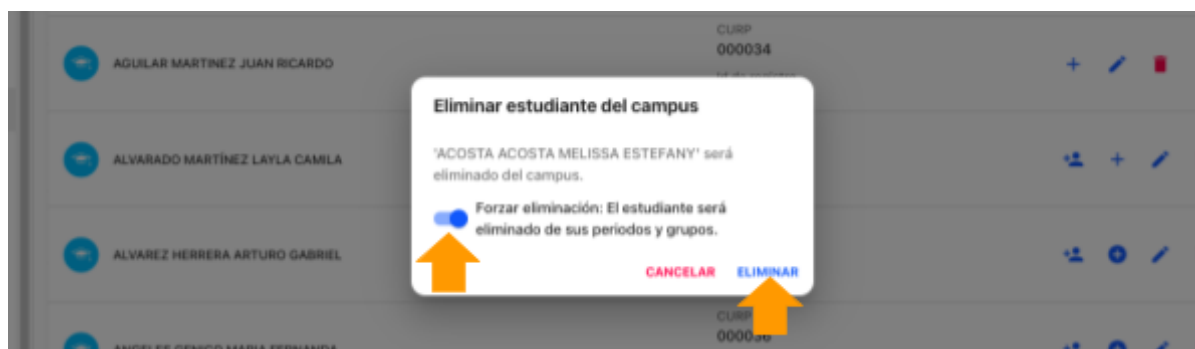 CURP
AGUILAR MARTINEZ JUAN RICARDO
000034
Eliminar estudiante del campus
ALVARADO MARTÍNEZ LAYLA CAMILA
'ACOSTA ACOSTA MELISSA ESTEFANY' será
eliminado del campus.
Forzar eliminación: El estudiante será
eliminado de sus periodos y grupos.
ALVAREZ HERRERA ARTURO GABRIEL
CANCELAR ELIMINAR
CURP
000036